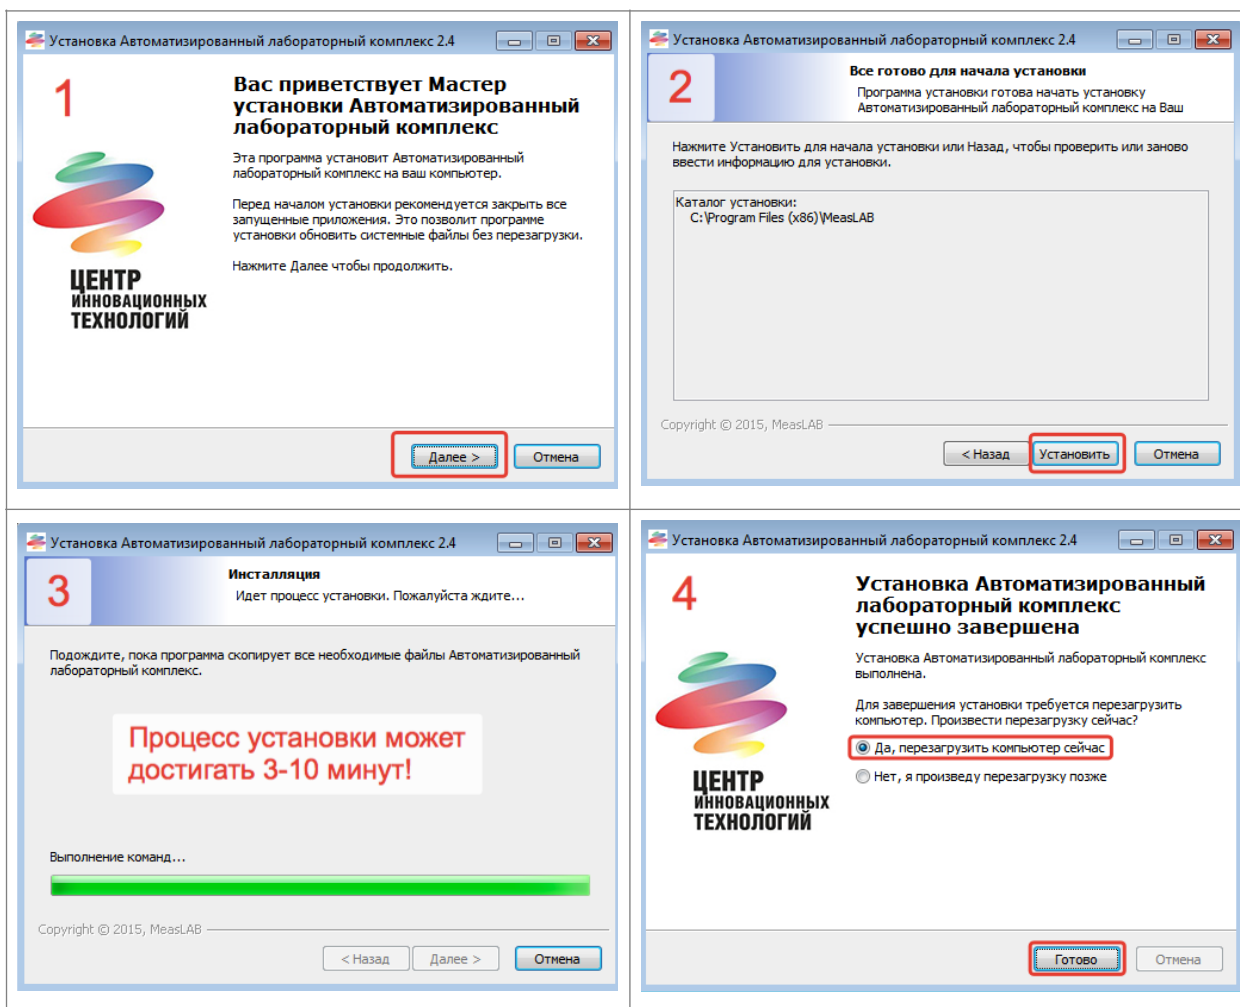 Установка Автоматизированный лабораторный комплекс 2.4
1
Вас приветствует Мастер
установки Автоматизированный
лабораторный комплекс
Эта программа установит Автоматизированный
лабораторный комплекс на ваш компьютер.
Перед началом установки рекомендуется закрыть все
запущенные приложения. Это позволит программе
установки обновить системные файлы без перезагрузки.
Нажмите Далее чтобы продолжить.
ЦЕНТР
ИННОВАЦИОННЫХ
ТЕХНОЛОГИЙ
Далее >
Отмена
Установка Автоматизированный лабораторный комплекс 2.4
2
Все готово для начала установки
Программа установки готова начать установку
Автоматизированный лабораторный комплекс на Ваш
Нажмите Установить для начала установки или Назад, чтобы проверить или заново
ввести информацию для установки.
Каталог установки:
C:\Program Files (x86)\MeasLAB
Copyright © 2015, MeasLAB
< Назад
Установить
Отмена
Установка Автоматизированный лабораторный комплекс 2.4
3
Инсталляция
Идет процесс установки. Пожалуйста ждите...
Подождите, пока программа скопирует все необходимые файлы Автоматизированный
лабораторный комплекс.
Процесс установки может
достигать 3-10 минут!
Выполнение команд...
Copyright © 2015, MeasLAB
< Назад
Далее >
Отмена
Установка Автоматизированный лабораторный комплекс 2.4
4
Установка Автоматизированный
лабораторный комплекс
успешно завершена
Установка Автоматизированный лабораторный комплекс
выполнена.
Для завершения установки требуется перезагрузить
компьютер. Произвести перезагрузку сейчас?
Да, перезагрузить компьютер сейчас
Нет, я произведу перезагрузку позже
ЦЕНТР
ИННОВАЦИОННЫХ
ТЕХНОЛОГИЙ
Готово
Отмена